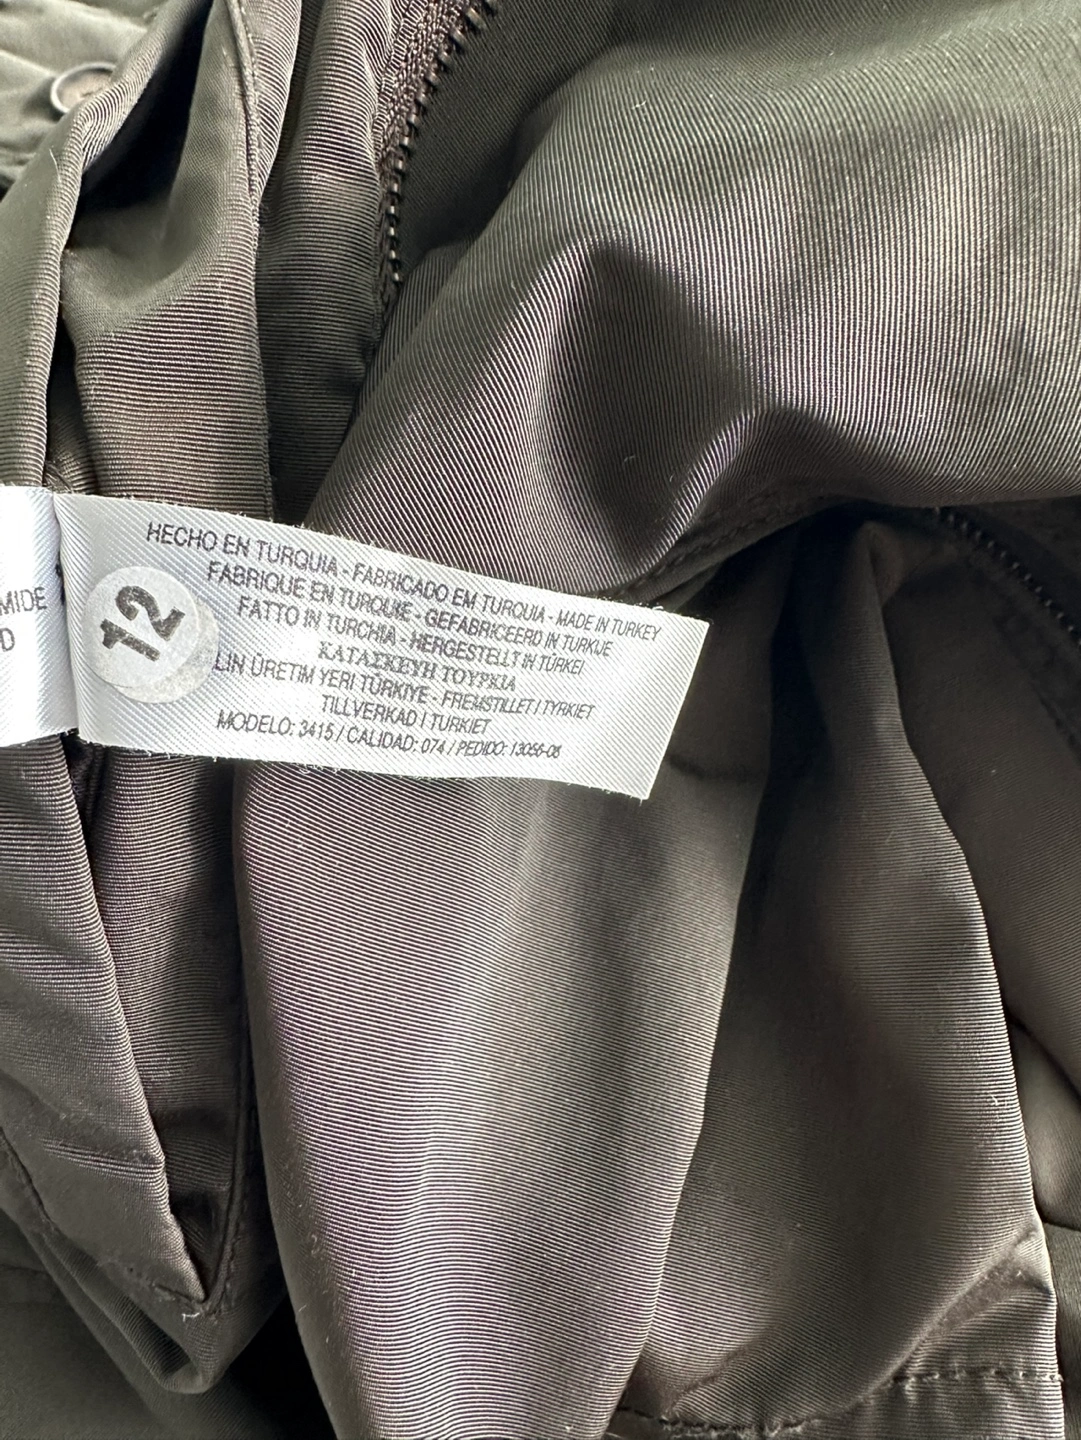 HECHO EN TURQUIA - FABRICADO EM TURQUIA - MADE IN TURKEY
FABRIQUE EN TURQUIE - GEFABRICEERD IN TURKIJE
FATTO IN TURCHIA - HERGESTELLT IN TÜRKEI
ΚΑΤΑΣΚΕΥΗ ΤΟΥΡΚΙΑ
LIN ÜRETIM YERI TÜRKIYE - FREMSTILLET I TYRKIET
TILLVERKAD I TURKIET
MODELO: 3415 / CALIDAD: 074 / PEDIDO: 13056-08
12
MIDE
D